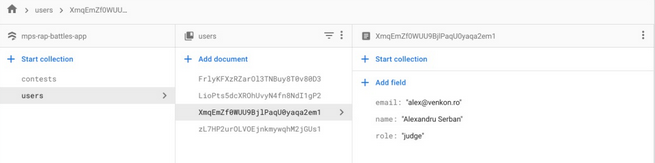 users
XmqEmZf0WUU...
mps-rap-battles-app
users
XmqEmZf0WUU9BjlPaqU0yaqa2em1
Start collection
Add document
Start collection
contests
users
FrlyKFXzRZarOl3TNBuy8T0v80D3
LioPts5dcXROhUvyN4fn8NdI1gP2
XmqEmZf0WUU9BjlPaqU0yaqa2em1
zL7HP2urOLVOEjnkmywqhM2jGUs1
Add field
email: "alex@venkon.ro"
name: "Alexandru Serban"
role: "judge"